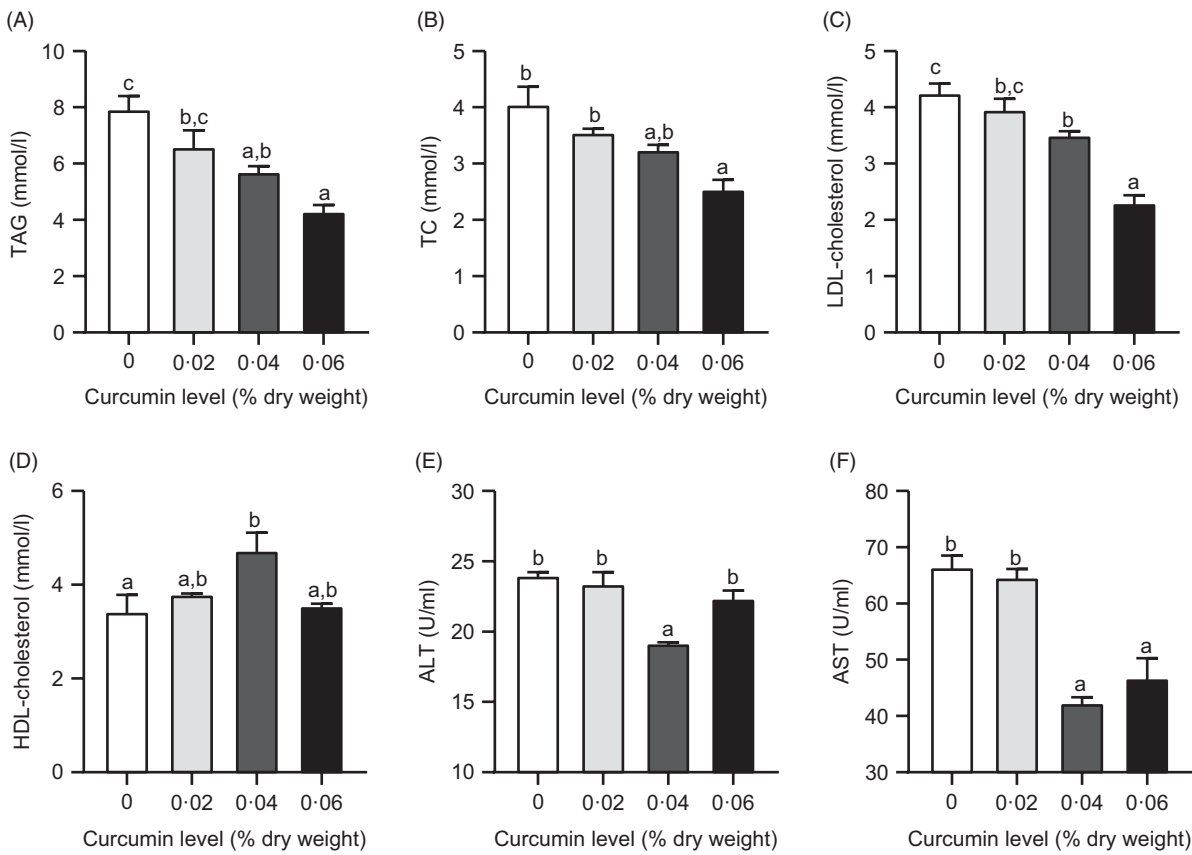 (A)
10
8
6
4
2
0
TAG (mmol/l)
c
b,c
a,b
a
0
0·02
0·04
0·06
Curcumin level (% dry weight)
(B)
5
4
3
2
1
0
TC (mmol/l)
b
b
a,b
a
0
0·02
0·04
0·06
Curcumin level (% dry weight)
(C)
5
4
3
2
1
0
LDL-cholesterol (mmol/l)
c
b,c
b
a
0
0·02
0·04
0·06
Curcumin level (% dry weight)
(D)
6
4
2
0
HDL-cholesterol (mmol/l)
a
a,b
b
a,b
0
0·02
0·04
0·06
Curcumin level (% dry weight)
(E)
30
25
20
15
10
ALT (U/ml)
b
b
a
b
0
0·02
0·04
0·06
Curcumin level (% dry weight)
(F)
80
70
60
50
40
30
AST (U/ml)
b
b
a
a
0
0·02
0·04
0·06
Curcumin level (% dry weight)